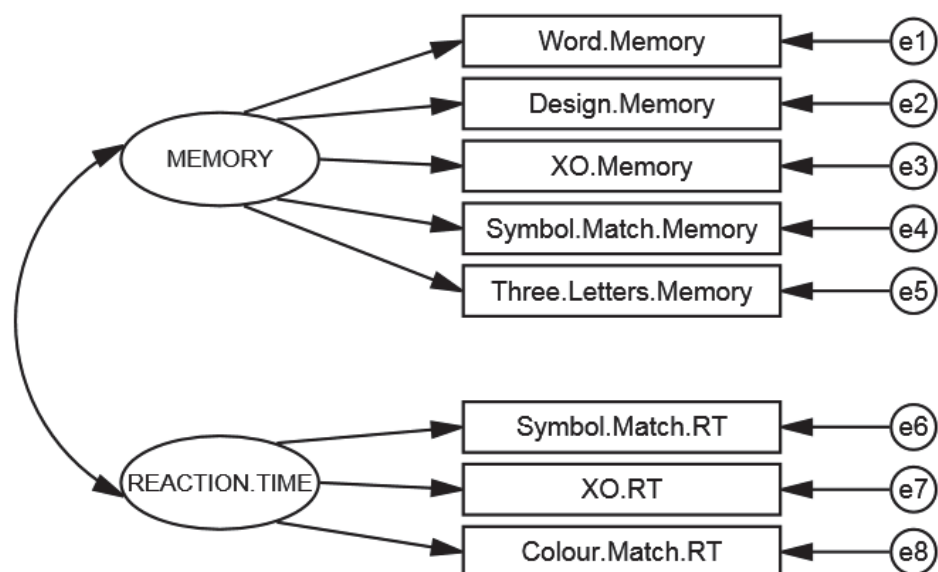 Word.Memory
e1
Design.Memory
e2
MEMORY
XO.Memory
e3
Symbol.Match.Memory
e4
Three.Letters.Memory
e5
Symbol.Match.RT
e6
REACTION.TIME
XO.RT
e7
Colour.Match.RT
e8